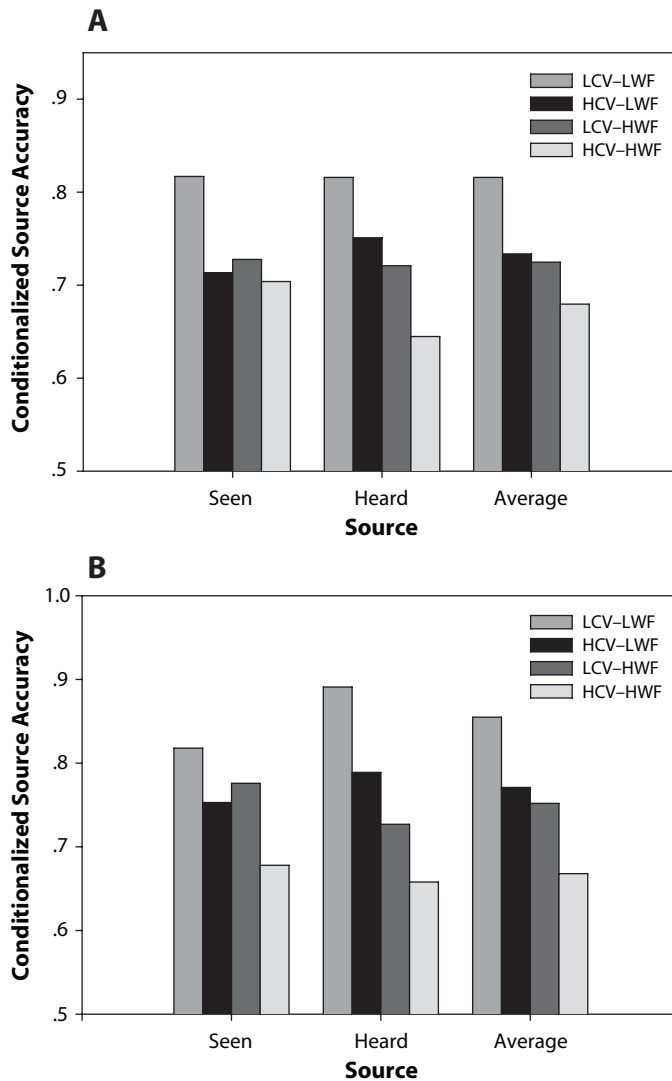 A
Conditionalized Source Accuracy
.9
.8
.7
.6
.5
LCV–LWF
HCV–LWF
LCV–HWF
HCV–HWF
Seen Heard Average
Source
B
Conditionalized Source Accuracy
1.0
.9
.8
.7
.6
.5
LCV–LWF
HCV–LWF
LCV–HWF
HCV–HWF
Seen Heard Average
Source